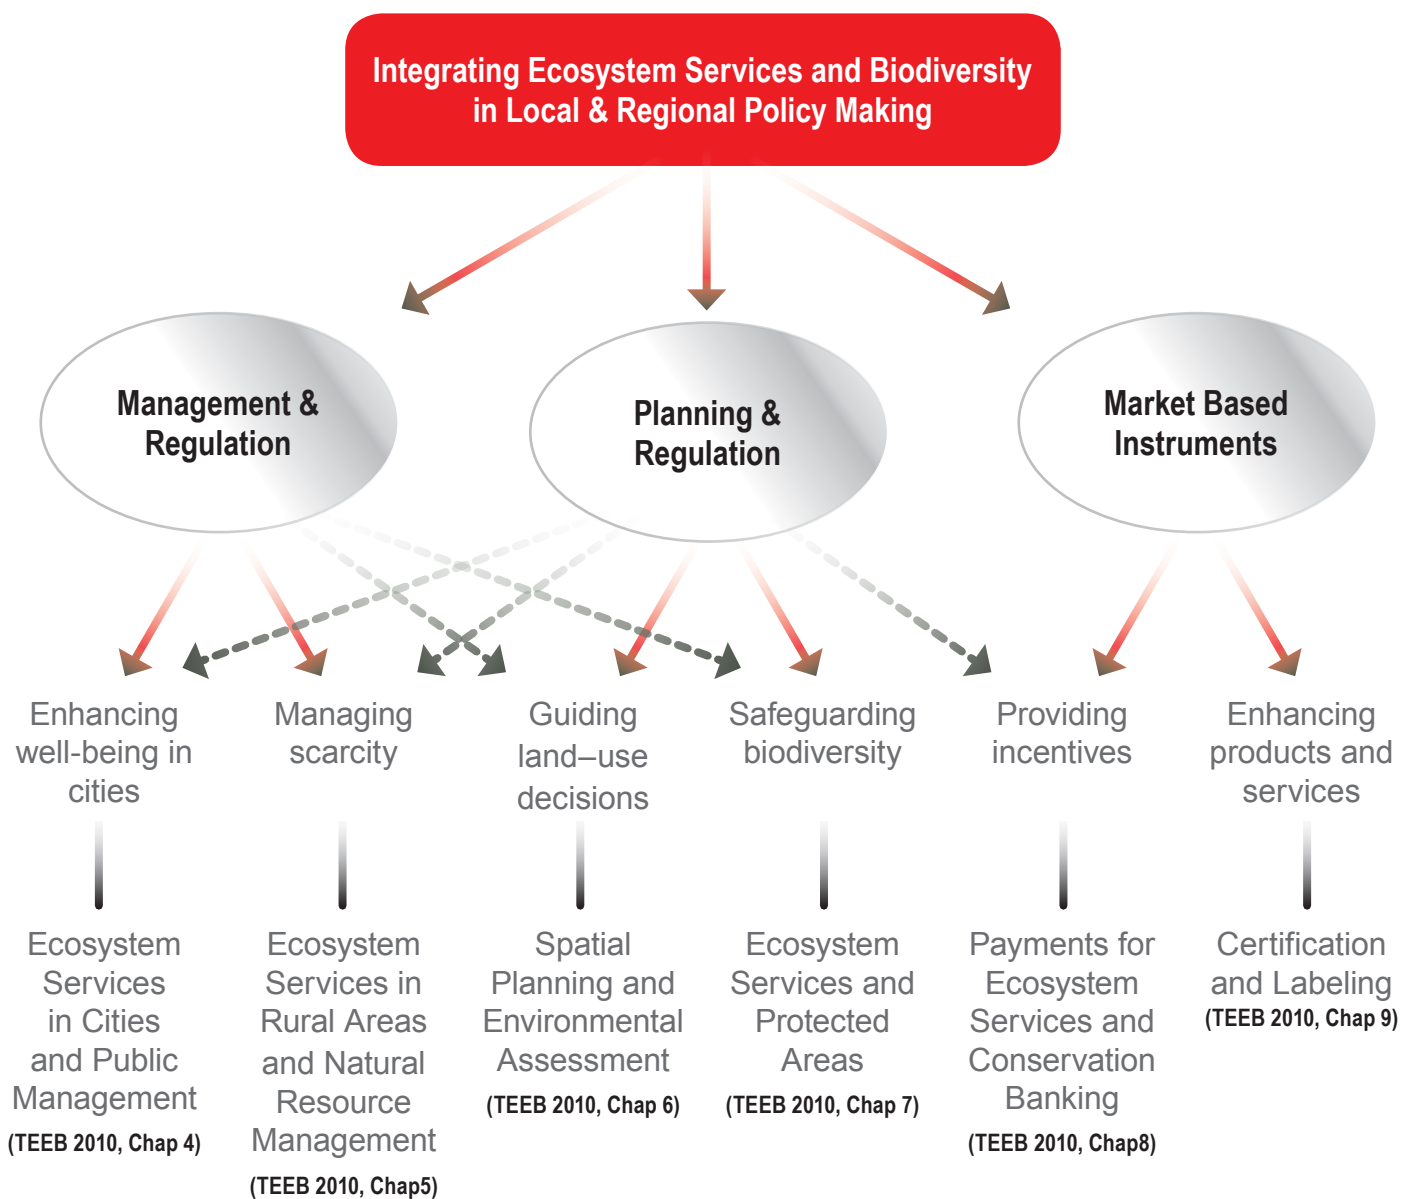 Integrating Ecosystem Services and Biodiversity
in Local & Regional Policy Making
Management &
Regulation
Planning &
Regulation
Market Based
Instruments
Enhancing
well-being in
cities
Managing
scarcity
Guiding
land–use
decisions
Safeguarding
biodiversity
Providing
incentives
Enhancing
products and
services
Ecosystem
Services
in Cities
and Public
Management
(TEEB 2010, Chap 4)
Ecosystem
Services in
Rural Areas
and Natural
Resource
Management
(TEEB 2010, Chap5)
Spatial
Planning and
Environmental
Assessment
(TEEB 2010, Chap 6)
Ecosystem
Services and
Protected
Areas
(TEEB 2010, Chap 7)
Payments for
Ecosystem
Services and
Conservation
Banking
(TEEB 2010, Chap8)
Certification
and Labeling
(TEEB 2010, Chap 9)